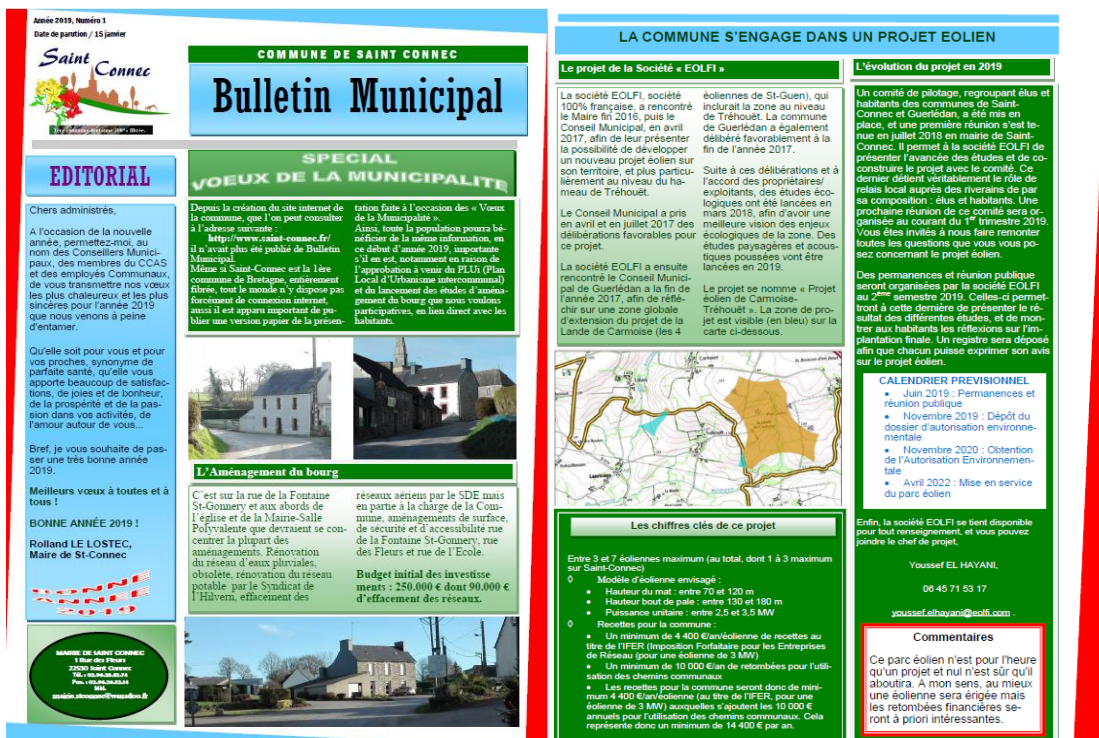 Année 2019, Numéro 1
Date de parution / 15 janvier
Saint
Connec
COMMUNE DE SAINT CONNEC
Bulletin Municipal
EDITORIAL
Chers administrés,
A l'occasion de la nouvelle
année, permettez-moi, au
nom des Conseillers Munici-
paux, des membres du CCAS
et des employés Communaux,
de vous transmettre nos vœux
les plus chaleureux et les plus
sincères pour l'année 2019
que nous venons à peine
d'entamer.
Qu'elle soit pour vous et pour
vos proches, synonyme de
parfaite santé, qu'elle vous
apporte beaucoup de satisfac-
tions, de joies et de bonheur,
de la prospérité et de la pas-
sion dans vos activités, de
l'amour autour de vous...
Bref, je vous souhaite de pas-
ser une très bonne année
2019.
Meilleurs vœux à toutes et à
tous !
BONNE ANNÉE 2019 !
Rolland LE LOSTEC,
Maire de St-Connec
BONNE
ANNÉE
2019
MAIRIE DE SAINT CONNEC
1 Rue des Fleurs
22530 Saint Connec
mairie.stconnec@wanadoo.fr
SPECIAL
VOEUX DE LA MUNICIPALITE
Depuis la création du site internet de
la commune, que l'on peut consulter
à l'adresse suivante :
http://www.saint-connec.fr/
il n'avait plus été publié de Bulletin
Municipal.
Même si Saint-Connec est la 1ère
commune de Bretagne, entièrement
fibrée, tout le monde n'y dispose pas
forcément de connexion internet,
aussi il est apparu important de pu-
blier une version papier de la présen-
tation faite à l'occasion des « Vœux
de la Municipalité ».
Ainsi, toute la population pourra bé-
néficier de la même information, en
ce début d'année 2019, importante
s'il en est, notamment en raison de
l'approbation à venir du PLUi (Plan
Local d'Urbanisme intercommunal)
et du lancement des études d'aména-
gement du bourg que nous voulons
participatives, en lien direct avec les
habitants.
L'Aménagement du bourg
C'est sur la rue de la Fontaine
St-Gonnery et aux abords de
l'église et de la Mairie-Salle
Polyvalente que devraient se con-
centrer la plupart des
aménagements. Rénovation
du réseau d'eaux pluviales,
obsolète, rénovation du réseau
potable par le Syndicat de
l'Hilvern, effacement des
réseaux aériens par le SDE mais
en partie à la charge de la Com-
mune, aménagements de surface,
de sécurité et d'accessibilité rue
de la Fontaine St-Gonnery, rue
des Fleurs et rue de l'Ecole.
Budget initial des investisse
ments : 250.000 € dont 90.000 €
d'effacement des réseaux.
LA COMMUNE S'ENGAGE DANS UN PROJET EOLIEN
Le projet de la Société « EOLFI »
La société EOLFI, société
100% française, a rencontré
le Maire fin 2016, puis le
Conseil Municipal, en avril
2017, afin de leur présenter
la possibilité de développer
un nouveau projet éolien sur
son territoire, et plus particu-
lièrement au niveau du ha-
meau de Tréhouët.
Le Conseil Municipal a pris
en avril et en juillet 2017 des
délibérations favorables pour
ce projet.
La société EOLFI a ensuite
rencontré le Conseil Munici-
pal de Guerlédan à la fin de
l'année 2017, afin de réflé-
chir sur une zone globale
d'extension du projet de la
Lande de Carmoise (les 4
éoliennes de St-Guen), qui
inclurait la zone au niveau
de Tréhouët. La commune
de Guerlédan a également
délibéré favorablement à la
fin de l'année 2017.
Suite à ces délibérations et à
l'accord des propriétaires/
exploitants, des études éco-
logiques ont été lancées en
mars 2018, afin d'avoir une
meilleure vision des enjeux
écologiques de la zone. Des
études paysagères et acous-
tiques poussées vont être
lancées en 2019.
Le projet se nomme « Projet
éolien de Carmoise-
Tréhouët ». La zone de pro-
jet est visible (en bleu) sur la
carte ci-dessous.
Les chiffres clés de ce projet
Entre 3 et 7 éoliennes maximum (au total, dont 1 à 3 maximum
sur Saint-Connec)
◊ Modèle d'éolienne envisagé :
• Hauteur du mat : entre 70 et 120 m
• Hauteur bout de pale : entre 130 et 180 m
• Puissance unitaire : entre 2,5 et 3,5 MW
◊ Recettes pour la commune :
• Un minimum de 4 400 €/an/éolienne de recettes au
titre de l'IFER (Imposition Forfaitaire pour les Entreprises
de Réseau (pour une éolienne de 3 MW)
• Un minimum de 10 000 €/an de retombées pour l'utili-
sation des chemins communaux
• Les recettes pour la commune seront donc de mini-
mum 4 400 €/an/éolienne (au titre de l'IFER, pour une
éolienne de 3 MW) auxquelles s'ajoutent les 10 000 €
annuels pour l'utilisation des chemins communaux. Cela
représente donc un minimum de 14 400 € par an.
L'évolution du projet en 2019
Un comité de pilotage, regroupant élus et
habitants des communes de Saint-
Connec et Guerlédan, a été mis en
place, et une première réunion s'est te-
nue en juillet 2018 en mairie de Saint-
Connec. Il permet à la société EOLFI de
présenter l'avancée des études et de co-
construire le projet avec le comité. Ce
dernier détient véritablement le rôle de
relais local auprès des riverains de par
sa composition : élus et habitants. Une
prochaine réunion de ce comité sera or-
ganisée au courant du 1er trimestre 2019.
Vous êtes invités à nous faire remonter
toutes les questions que vous vous po-
sez concernant le projet éolien.
Des permanences et réunion publique
seront organisées par la société EOLFI
au 2ème semestre 2019. Celles-ci permet-
tront à cette dernière de présenter le ré-
sultat des différentes études, et de mon-
trer aux habitants les réflexions sur l'im-
plantation finale. Un registre sera déposé
afin que chacun puisse exprimer son avis
sur le projet éolien.
CALENDRIER PREVISIONNEL
• Juin 2019 : Permanences et
réunion publique
• Novembre 2019 : Dépôt du
dossier d'autorisation environne-
mentale
• Novembre 2020 : Obtention
de l'Autorisation Environnemen-
tale
• Avril 2022 : Mise en service
du parc éolien
Enfin, la société EOLFI se tient disponible
pour tout renseignement, et vous pouvez
joindre le chef de projet,
Youssef EL HAYANI,
06 45 71 53 17
youssef.elhayani@eolfi.com .
Commentaires
Ce parc éolien n'est pour l'heure
qu'un projet et nul n'est sûr qu'il
aboutira. A mon sens, au mieux
une éolienne sera érigée mais
les retombées financières se-
ront à priori intéressantes.